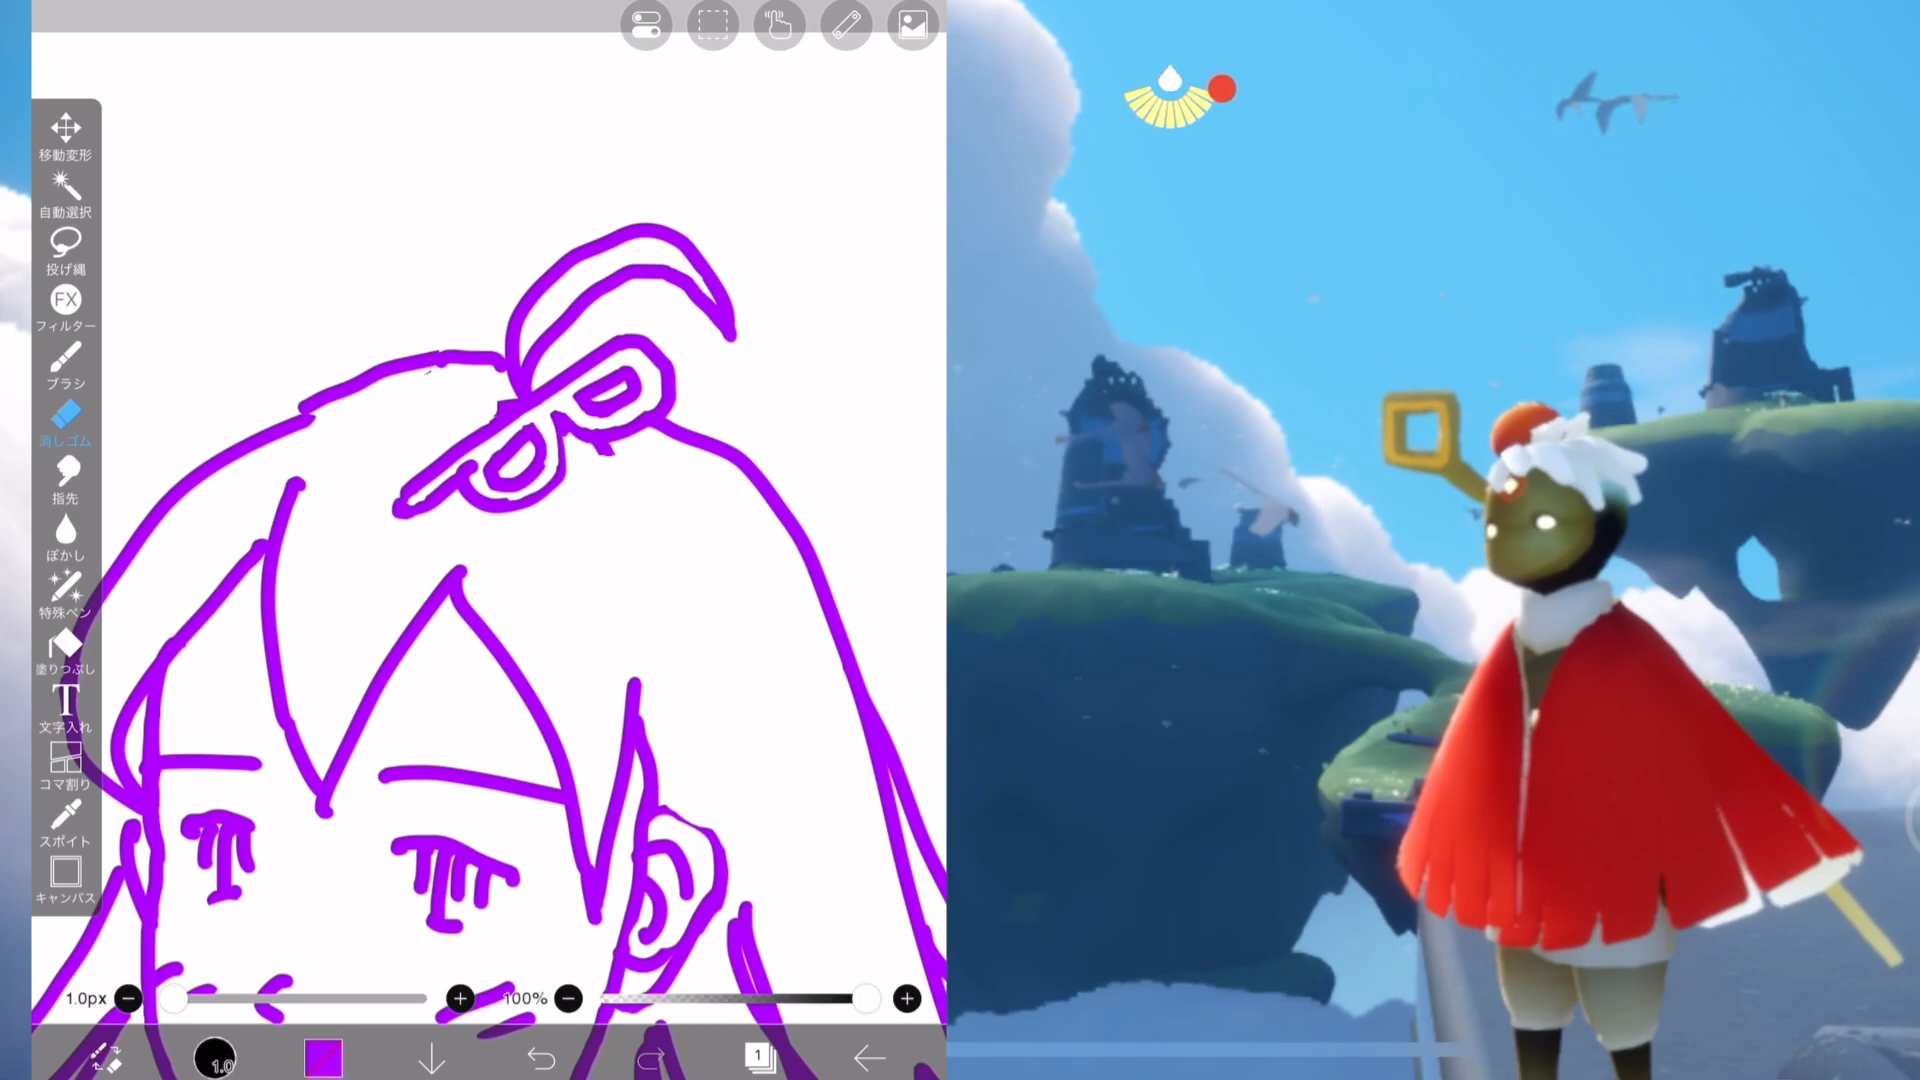 移動変形
自動選択
投げ縄
FX
フィルター
ブラシ
消しゴム
指先
ぼかし
特殊ペン
塗りつぶし
T
文字入れ
コマ割り
スポイト
キャンバス
1.0px
100%
1.0
1